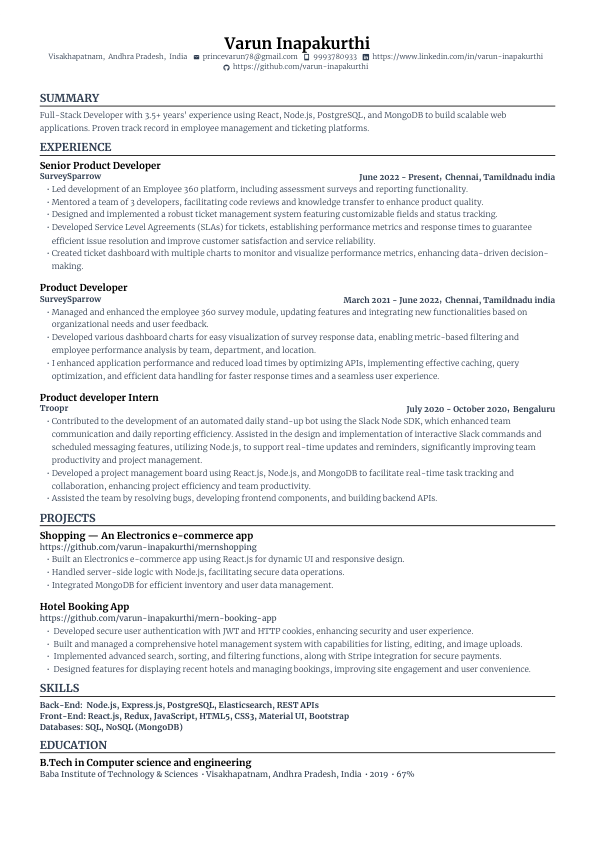 Varun Inapakurthi
Visakhapatnam, Andhra Pradesh, India princevarun78@gmail.com 9993780933 https://www.linkedin.com/in/varun-inapakurthi
https://github.com/varun-inapakurthi
SUMMARY
Full-Stack Developer with 3.5+ years' experience using React, Node.js, PostgreSQL, and MongoDB to build scalable web
applications. Proven track record in employee management and ticketing platforms.
EXPERIENCE
Senior Product Developer
SurveySparrow June 2022 - Present, Chennai, Tamildnadu india
• Led development of an Employee 360 platform, including assessment surveys and reporting functionality.
• Mentored a team of 3 developers, facilitating code reviews and knowledge transfer to enhance product quality.
• Designed and implemented a robust ticket management system featuring customizable fields and status tracking.
• Developed Service Level Agreements (SLAs) for tickets, establishing performance metrics and response times to guarantee
efficient issue resolution and improve customer satisfaction and service reliability.
• Created ticket dashboard with multiple charts to monitor and visualize performance metrics, enhancing data-driven decision-
making.
Product Developer
SurveySparrow March 2021 - June 2022, Chennai, Tamildnadu india
• Managed and enhanced the employee 360 survey module, updating features and integrating new functionalities based on
organizational needs and user feedback.
• Developed various dashboard charts for easy visualization of survey response data, enabling metric-based filtering and
employee performance analysis by team, department, and location.
• I enhanced application performance and reduced load times by optimizing APIs, implementing effective caching, query
optimization, and efficient data handling for faster response times and a seamless user experience.
Product developer Intern
Troopr July 2020 - October 2020, Bengaluru
• Contributed to the development of an automated daily stand-up bot using the Slack Node SDK, which enhanced team
communication and daily reporting efficiency. Assisted in the design and implementation of interactive Slack commands and
scheduled messaging features, utilizing Node.js, to support real-time updates and reminders, significantly improving team
productivity and project management.
• Developed a project management board using React.js, Node.js, and MongoDB to facilitate real-time task tracking and
collaboration, enhancing project efficiency and team productivity.
• Assisted the team by resolving bugs, developing frontend components, and building backend APIs.
PROJECTS
Shopping — An Electronics e-commerce app
https://github.com/varun-inapakurthi/mernshopping
• Built an Electronics e-commerce app using React.js for dynamic UI and responsive design.
• Handled server-side logic with Node.js, facilitating secure data operations.
• Integrated MongoDB for efficient inventory and user data management.
Hotel Booking App
https://github.com/varun-inapakurthi/mern-booking-app
• Developed secure user authentication with JWT and HTTP cookies, enhancing security and user experience.
• Built and managed a comprehensive hotel management system with capabilities for listing, editing, and image uploads.
• Implemented advanced search, sorting, and filtering functions, along with Stripe integration for secure payments.
• Designed features for displaying recent hotels and managing bookings, improving site engagement and user convenience.
SKILLS
Back-End: Node.js, Express.js, PostgreSQL, Elasticsearch, REST APIs
Front-End: React.js, Redux, JavaScript, HTML5, CSS3, Material UI, Bootstrap
Databases: SQL, NoSQL (MongoDB)
EDUCATION
B.Tech in Computer science and engineering
Baba Institute of Technology & Sciences • Visakhapatnam, Andhra Pradesh, India • 2019 • 67%